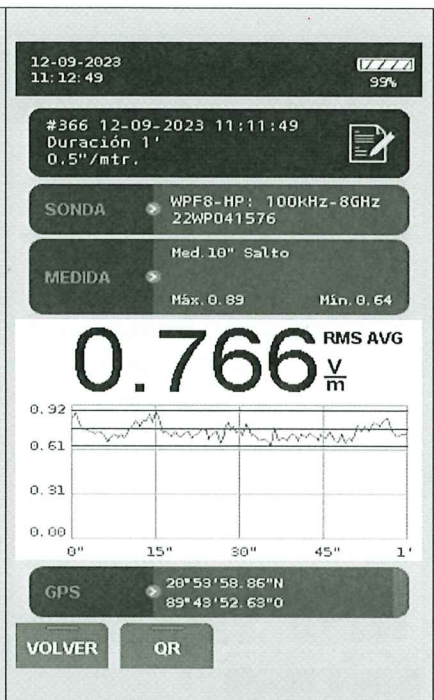 12-09-2023
11:12:49
99%
#366 12-09-2023 11:11:49
Duración 1'
0.5"/mtr.
SONDA
WPF8-HP: 100kHz-8GHz
22WP041576
MEDIDA
Med.10" Salto
Máx.0.89 Mín.0.64
0.766 RMS AVG
V/m
0.92
0.61
0.31
0.00
0" 15" 30" 45" 1'
GPS
20°53'58.86"N
89°43'52.63"O
VOLVER QR